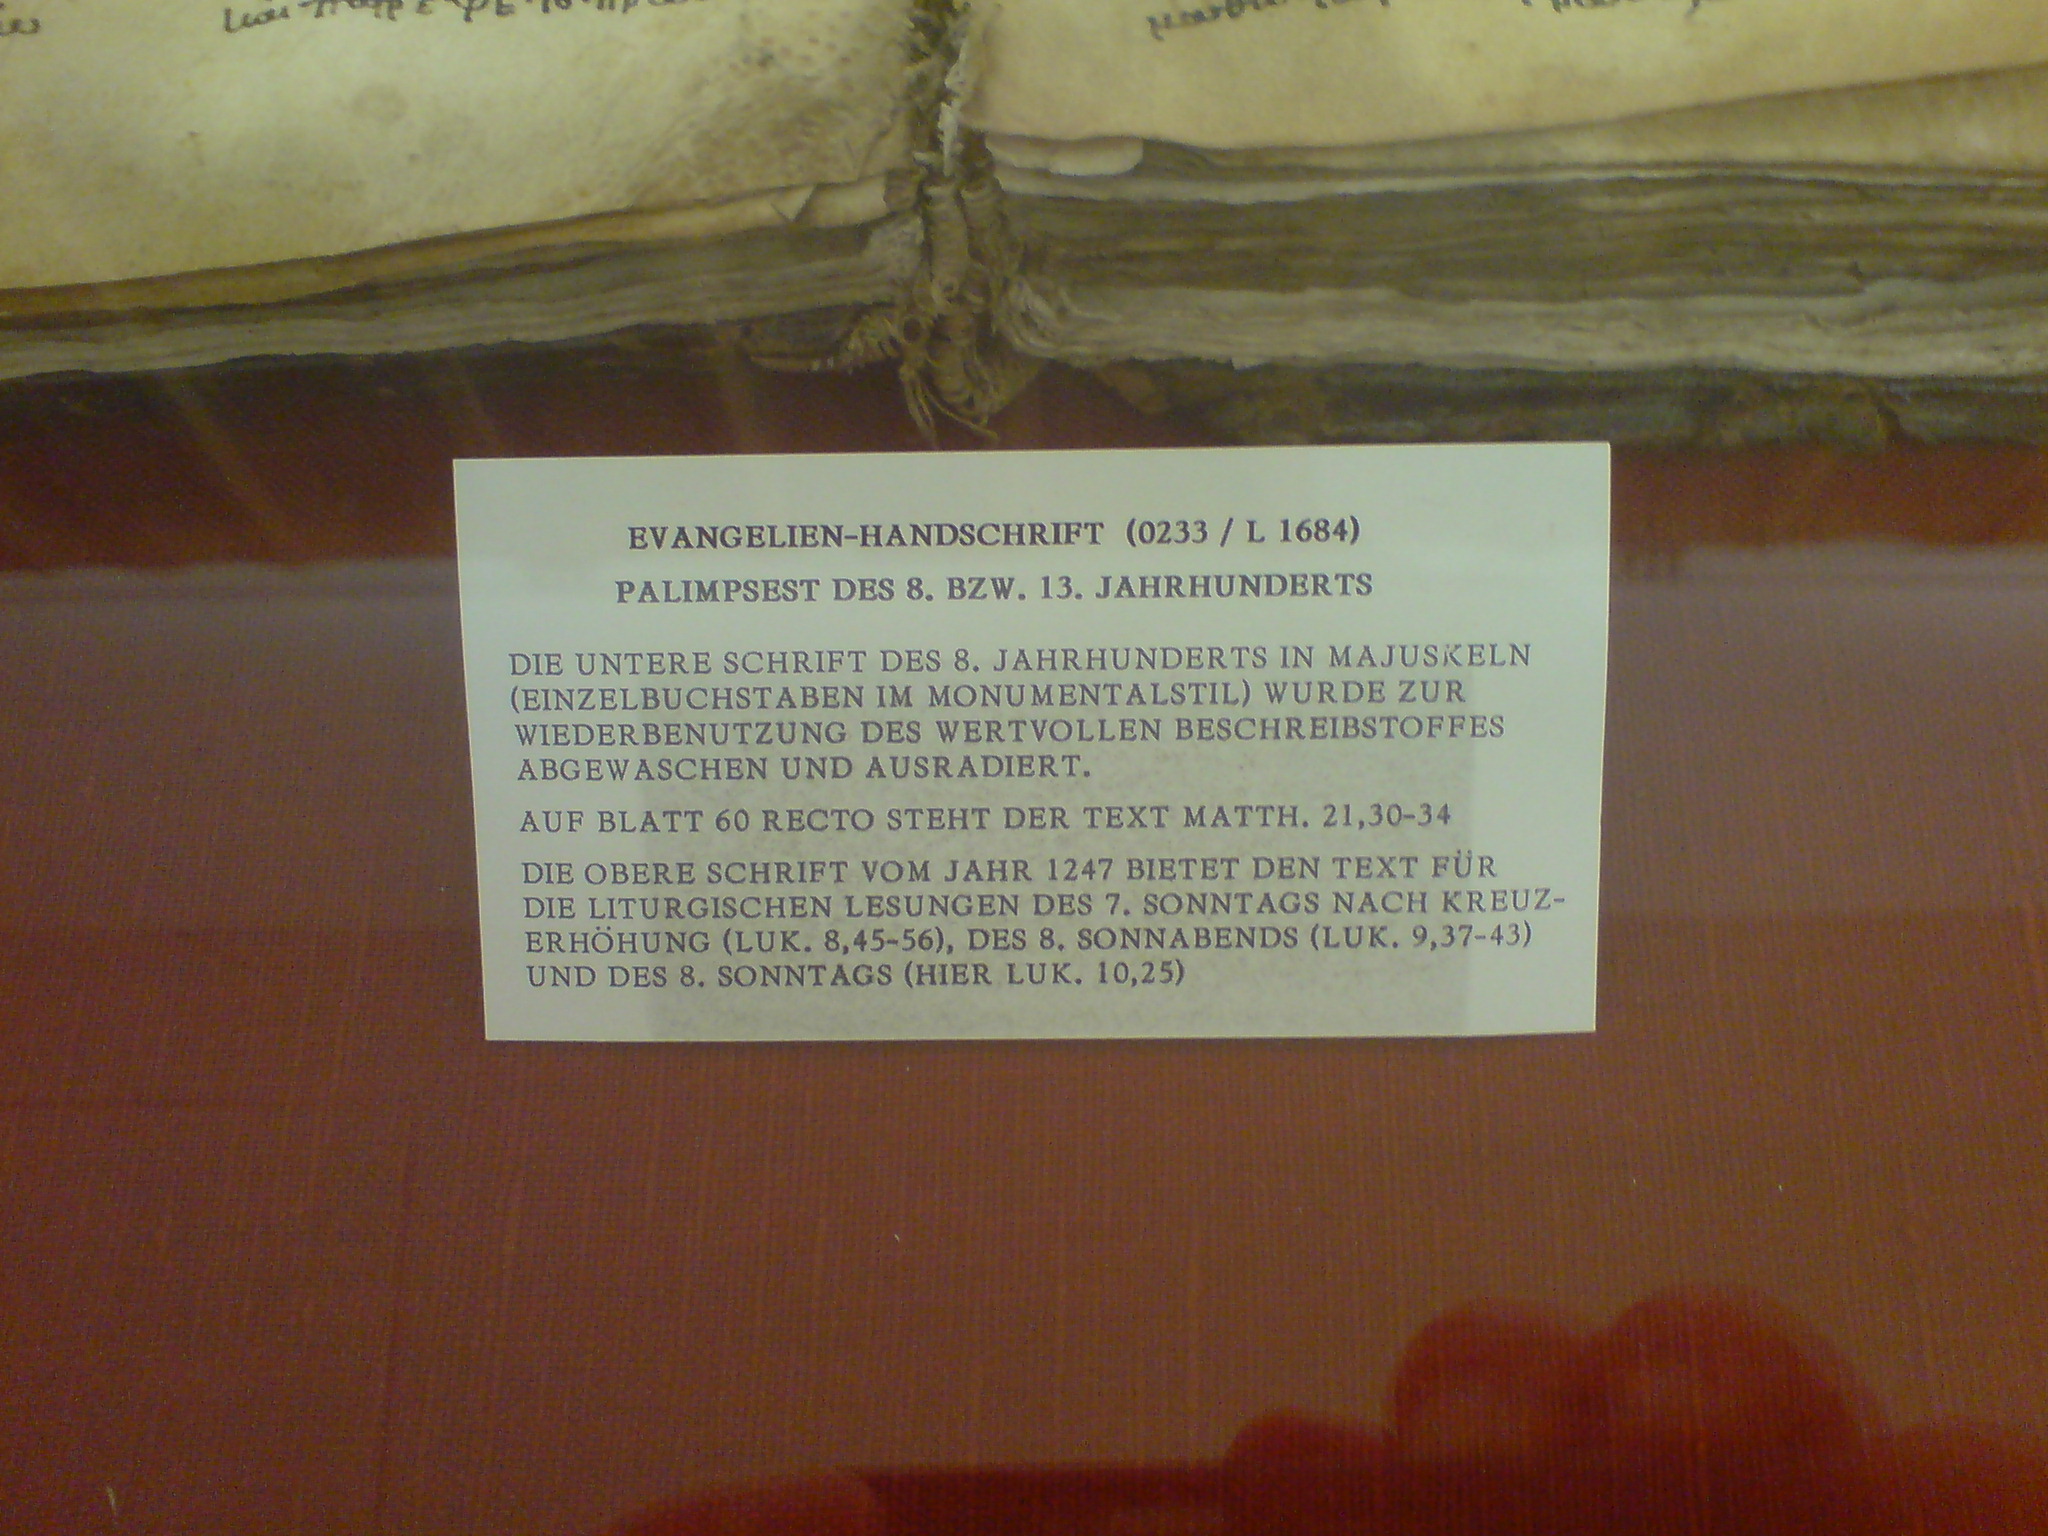 EVANGELIEN-HANDSCHRIFT (0233 / L 1684)
PALIMPSEST DES 8. BZW. 13. JAHRHUNDERTS
DIE UNTERE SCHRIFT DES 8. JAHRHUNDERTS IN MAJUSKELN
(EINZELBUCHSTABEN IM MONUMENTALSTIL) WURDE ZUR
WIEDERBENUTZUNG DES WERTVOLLEN BESCHREIBSTOFFES
ABGEWASCHEN UND AUSRADIERT.
AUF BLATT 60 RECTO STEHT DER TEXT MATTH. 21,30-34
DIE OBERE SCHRIFT VOM JAHR 1247 BIETET DEN TEXT FÜR
DIE LITURGISCHEN LESUNGEN DES 7. SONNTAGS NACH KREUZ-
ERHÖHUNG (LUK. 8,45-56), DES 8. SONNABENDS (LUK. 9,37-43)
UND DES 8. SONNTAGS (HIER LUK. 10,25)